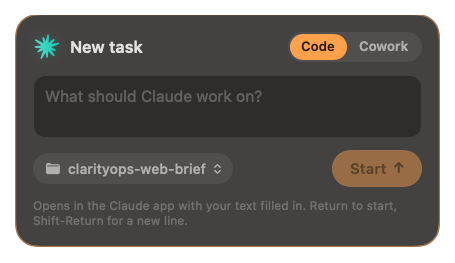 New task
Code
Cowork
What should Claude work on?
clarityops-web-brief
Start ↑
Opens in the Claude app with your text filled in. Return to start,
Shift-Return for a new line.